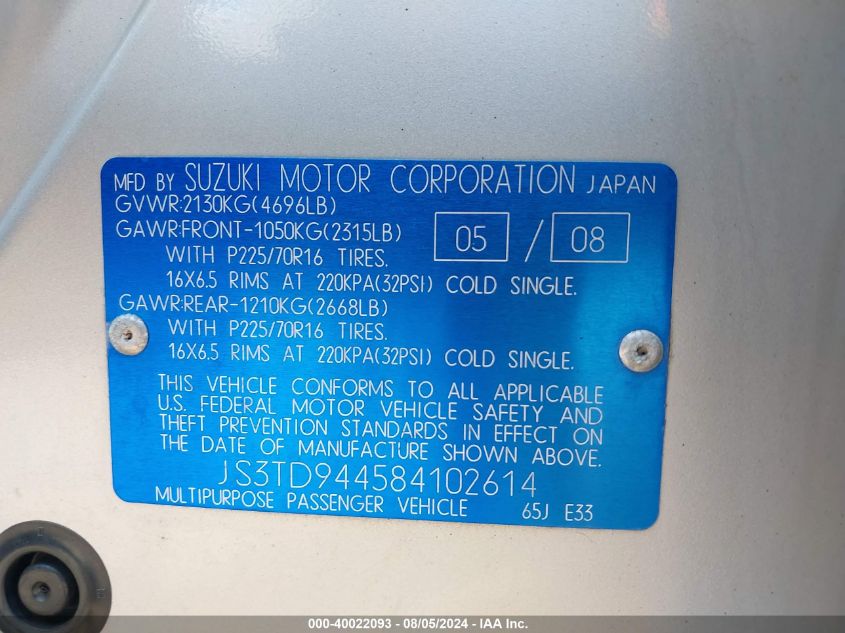 MFD BY SUZUKI MOTOR CORPORATION JAPAN
GVWR:2130KG(4696LB)
GAWR:FRONT-1050KG(2315LB) 05 / 08
WITH P225/70R16 TIRES.
16X6.5 RIMS AT 220KPA(32PSI) COLD SINGLE.
GAWR:REAR-1210KG(2668LB)
WITH P225/70R16 TIRES.
16X6.5 RIMS AT 220KPA(32PSI) COLD SINGLE.
THIS VEHICLE CONFORMS TO ALL APPLICABLE
U.S. FEDERAL MOTOR VEHICLE SAFETY AND
THEFT PREVENTION STANDARDS IN EFFECT ON
THE DATE OF MANUFACTURE SHOWN ABOVE.
JS3TD944584102614
MULTIPURPOSE PASSENGER VEHICLE 65J E33
000-40022093 - 08/05/2024 - IAA Inc.